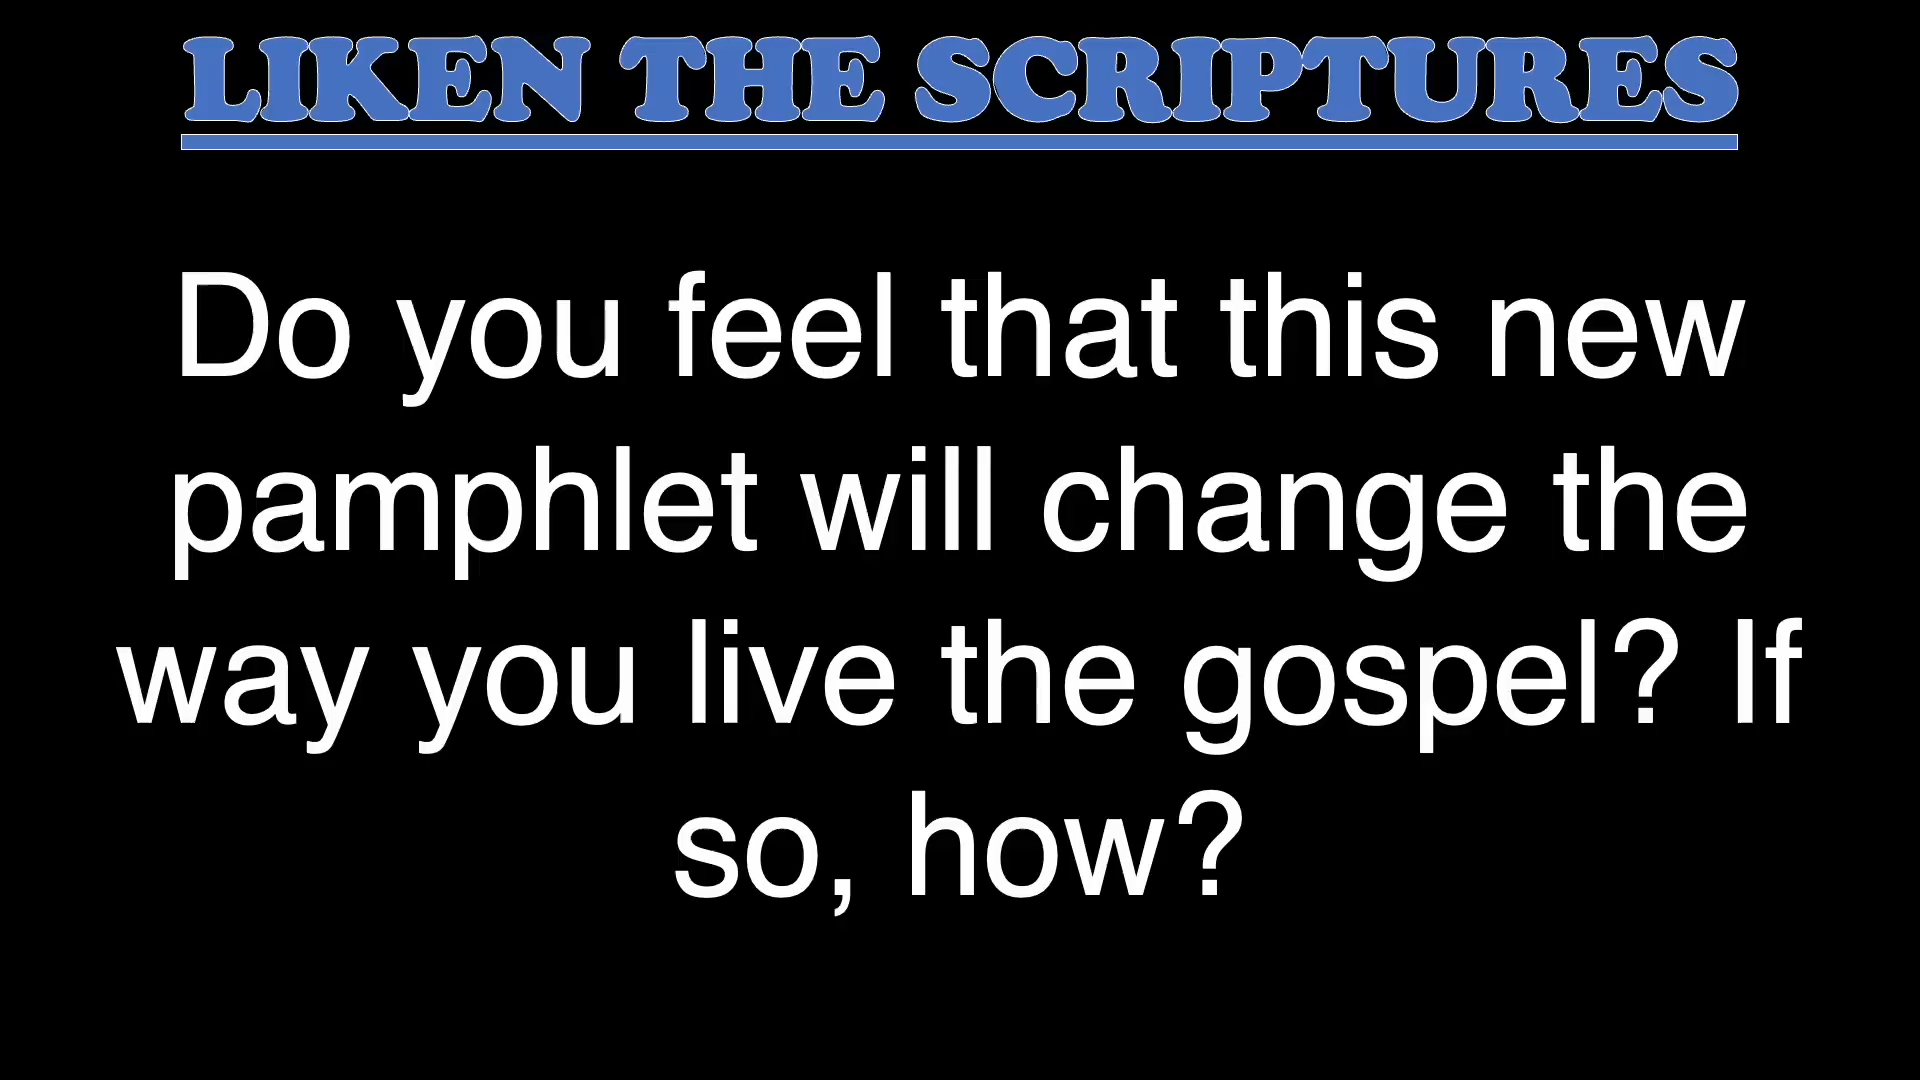 LIKEN THE SCRIPTURES
Do you feel that this new
pamphlet will change the
way you live the gospel? If
so, how?